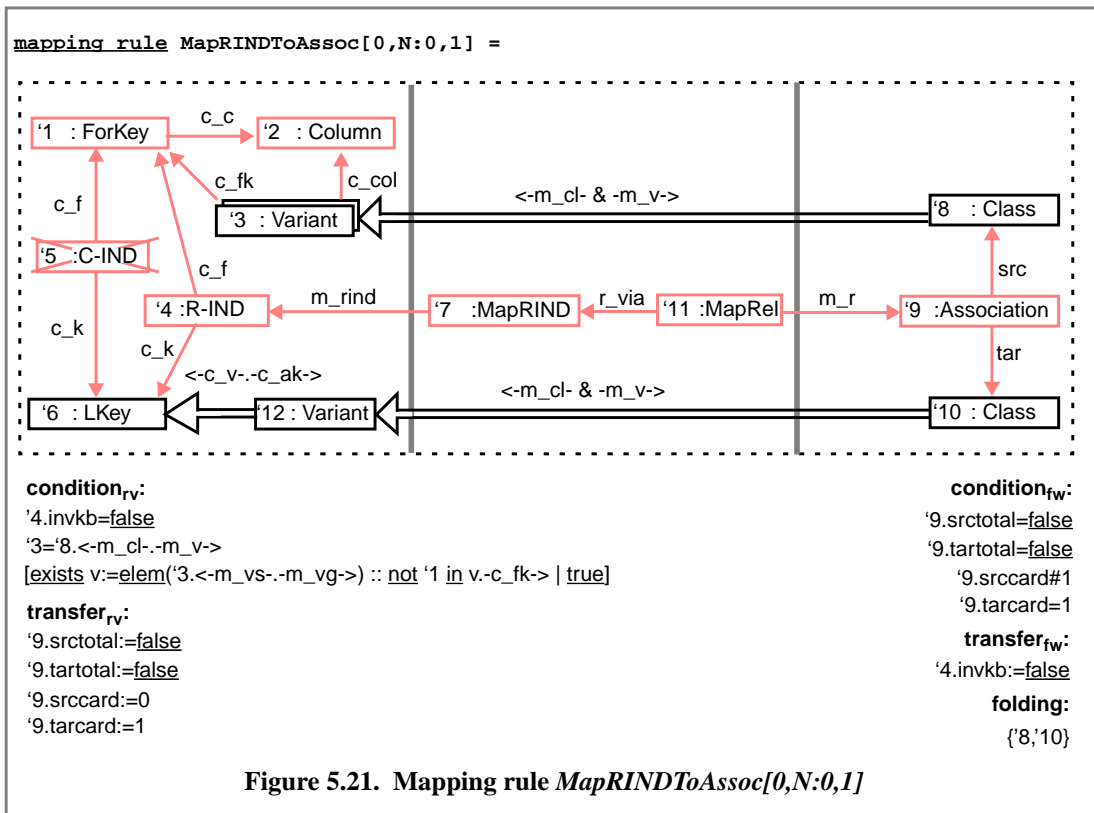 mapping rule MapRINDToAssoc[0,N:0,1] =
‘1 : ForKey
c_c
‘2 : Column
c_fk
c_col
c_f
‘3 : Variant
<-m_cl- & -m_v->
‘8 : Class
‘5 :C-IND
c_f
src
‘4 :R-IND
m_rind
‘7 :MapRIND
r_via
‘11 :MapRel
m_r
‘9 :Association
c_k
c_k
tar
<-c_v-.-c_ak->
<-m_cl- & -m_v->
‘6 : LKey
‘12 : Variant
‘10 : Class
condition_rv:
’4.invkb=false
‘3=‘8.<-m_cl-.-m_v->
[exists v:=elem(‘3.<-m_vs-.-m_vg->) :: not ‘1 in v.-c_fk-> | true]
transfer_rv:
‘9.srctotal:=false
‘9.tartotal:=false
‘9.srccard:=0
‘9.tarcard:=1
condition_fw:
‘9.srctotal=false
‘9.tartotal=false
‘9.srccard#1
‘9.tarcard=1
transfer_fw:
‘4.invkb:=false
folding:
{’8,’10}
Figure 5.21. Mapping rule MapRINDToAssoc[0,N:0,1]